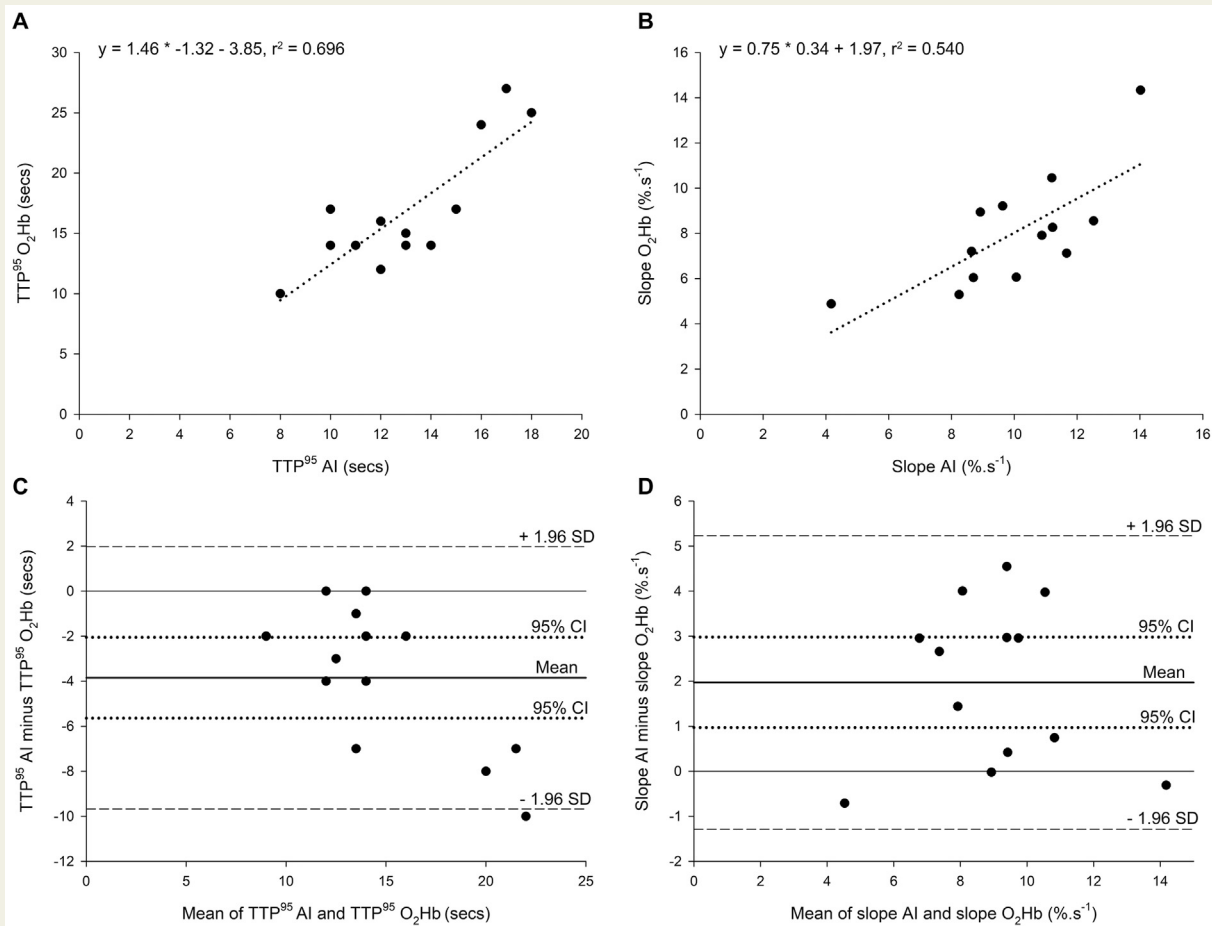 A
y = 1.46 * -1.32 - 3.85, r² = 0.696
30
25
20
15
10
5
0
TTP⁹⁵ O₂Hb (secs)
0 2 4 6 8 10 12 14 16 18 20
TTP⁹⁵ AI (secs)
B
y = 0.75 * 0.34 + 1.97, r² = 0.540
16
14
12
10
8
6
4
2
0
Slope O₂Hb (%.s⁻¹)
0 2 4 6 8 10 12 14 16
Slope AI (%.s⁻¹)
C
4
2
0
-2
-4
-6
-8
-10
-12
TTP⁹⁵ AI minus TTP⁹⁵ O₂Hb (secs)
+ 1.96 SD
95% CI
Mean
95% CI
- 1.96 SD
0 5 10 15 20 25
Mean of TTP⁹⁵ AI and TTP⁹⁵ O₂Hb (secs)
D
6
5
4
3
2
1
0
-1
-2
Slope AI minus slope O₂Hb (%.s⁻¹)
+ 1.96 SD
95% CI
Mean
95% CI
- 1.96 SD
0 2 4 6 8 10 12 14
Mean of slope AI and slope O₂Hb (%.s⁻¹)